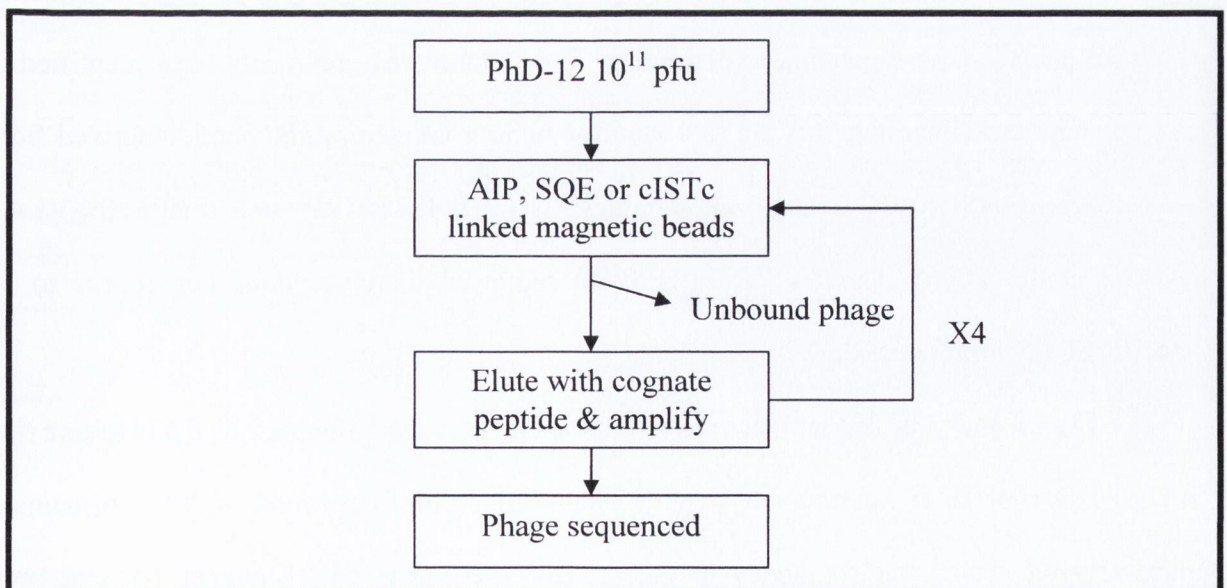 PhD-12 10¹¹ pfu
AIP, SQE or cISTc
linked magnetic beads
Unbound phage
X4
Elute with cognate
peptide & amplify
Phage sequenced